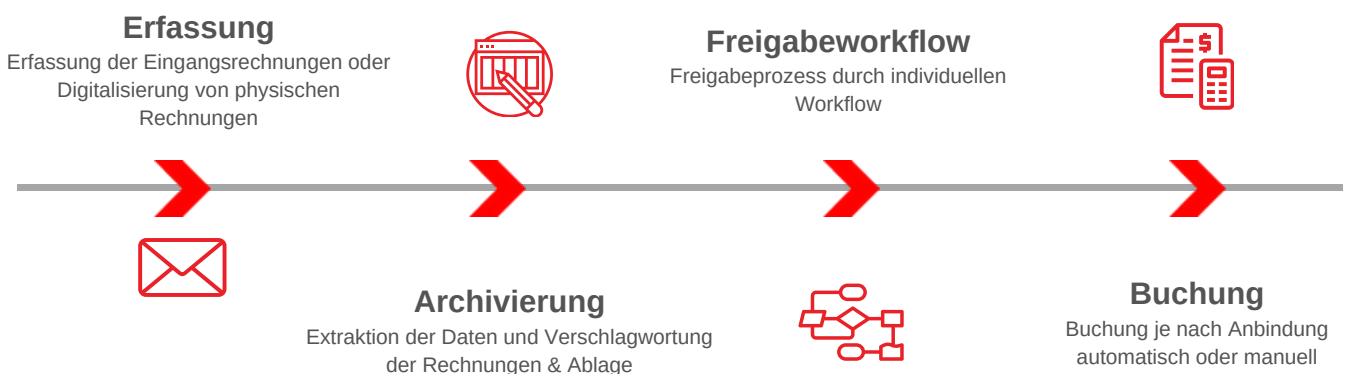 Erfassung
Erfassung der Eingangsrechnungen oder
Digitalisierung von physischen
Rechnungen
Archivierung
Extraktion der Daten und Verschlagwortung
der Rechnungen & Ablage
Freigabeworkflow
Freigabeprozess durch individuellen
Workflow
$
Buchung
Buchung je nach Anbindung
automatisch oder manuell